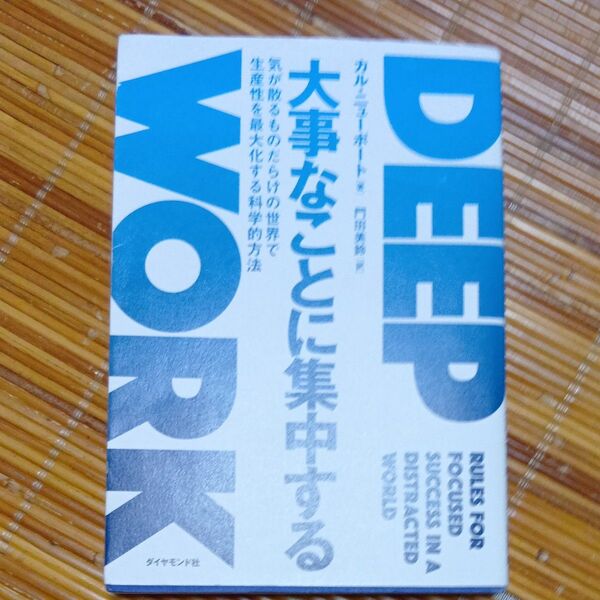 DEEP
WORK
カル・ニューポート 著 門田美鈴 訳
大事なことに集中する
気が散るものだらけの世界で
生産性を最大化する科学的方法
RULES FOR
FOCUSED
SUCCESS IN A
DISTRACTED
WORLD
ダイヤモンド社